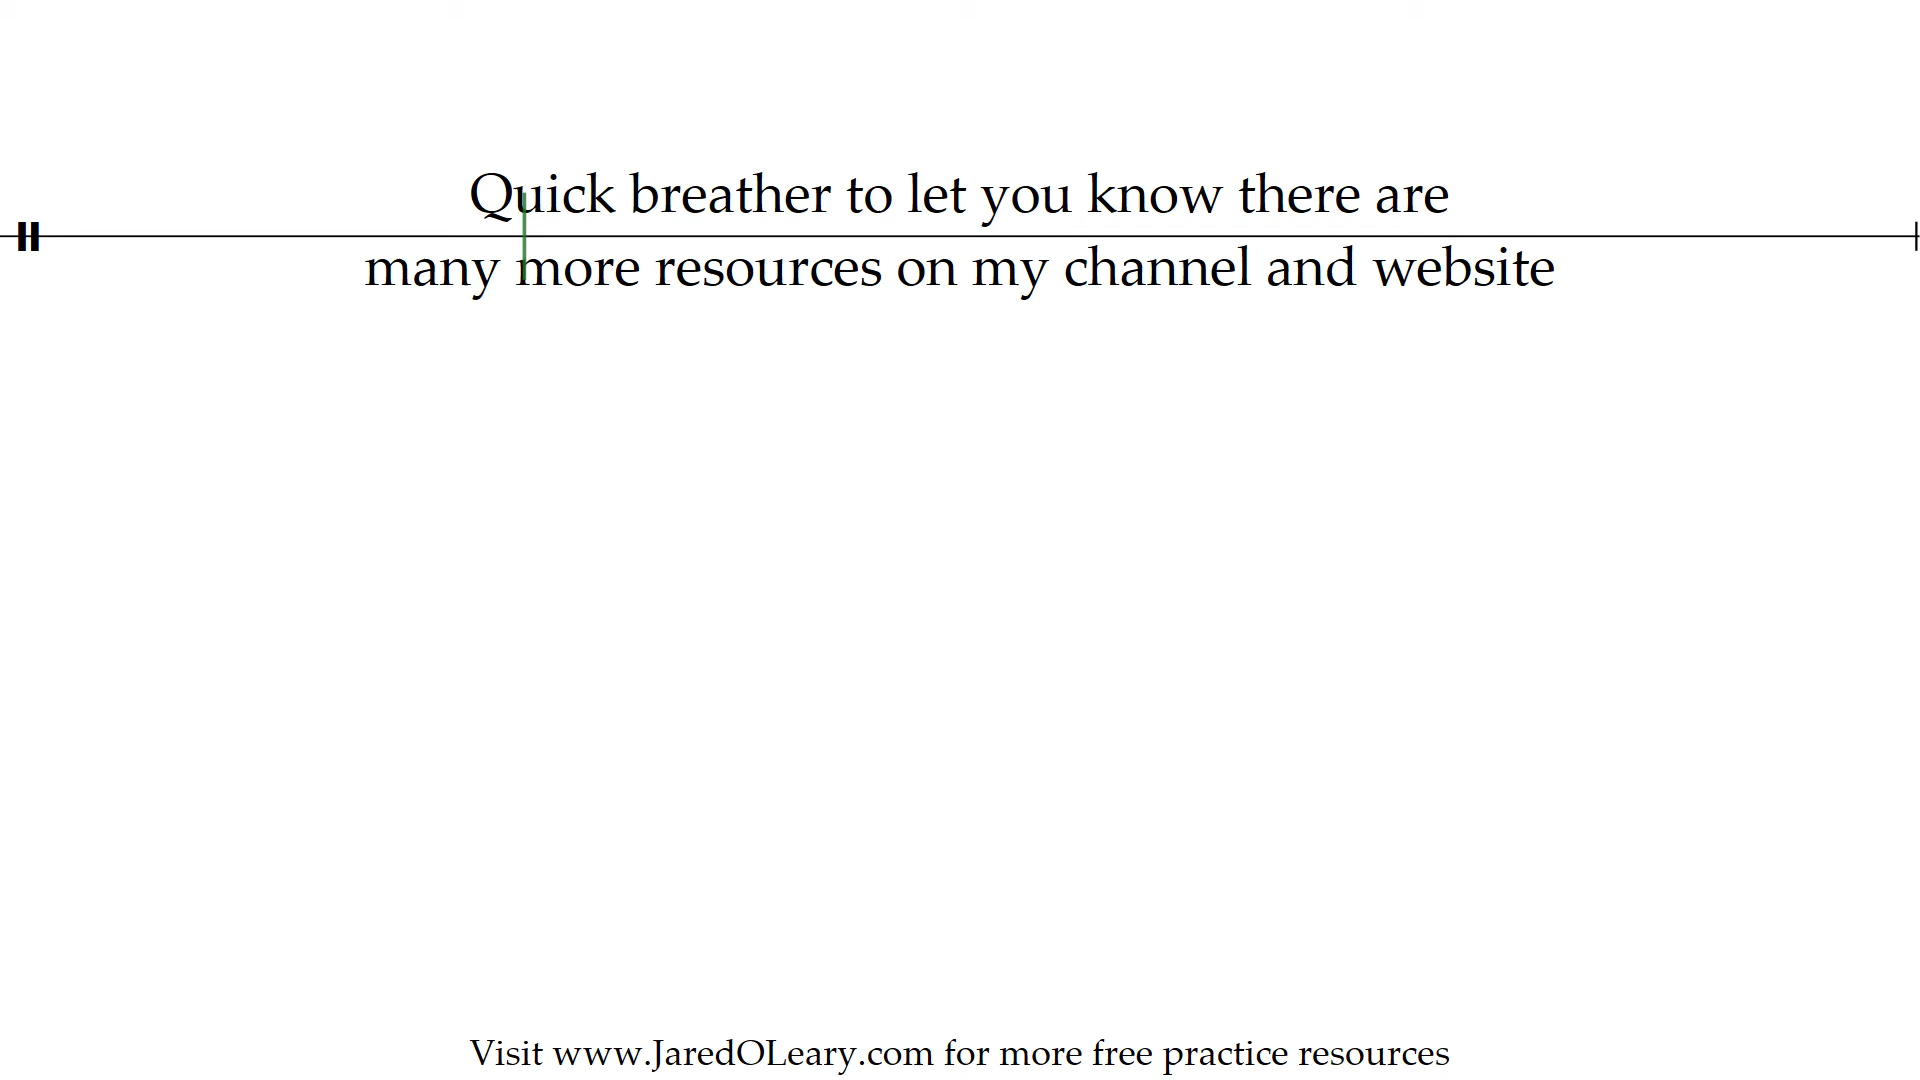 Quick breather to let you know there are
many more resources on my channel and website
Visit www.JaredOLeary.com for more free practice resources